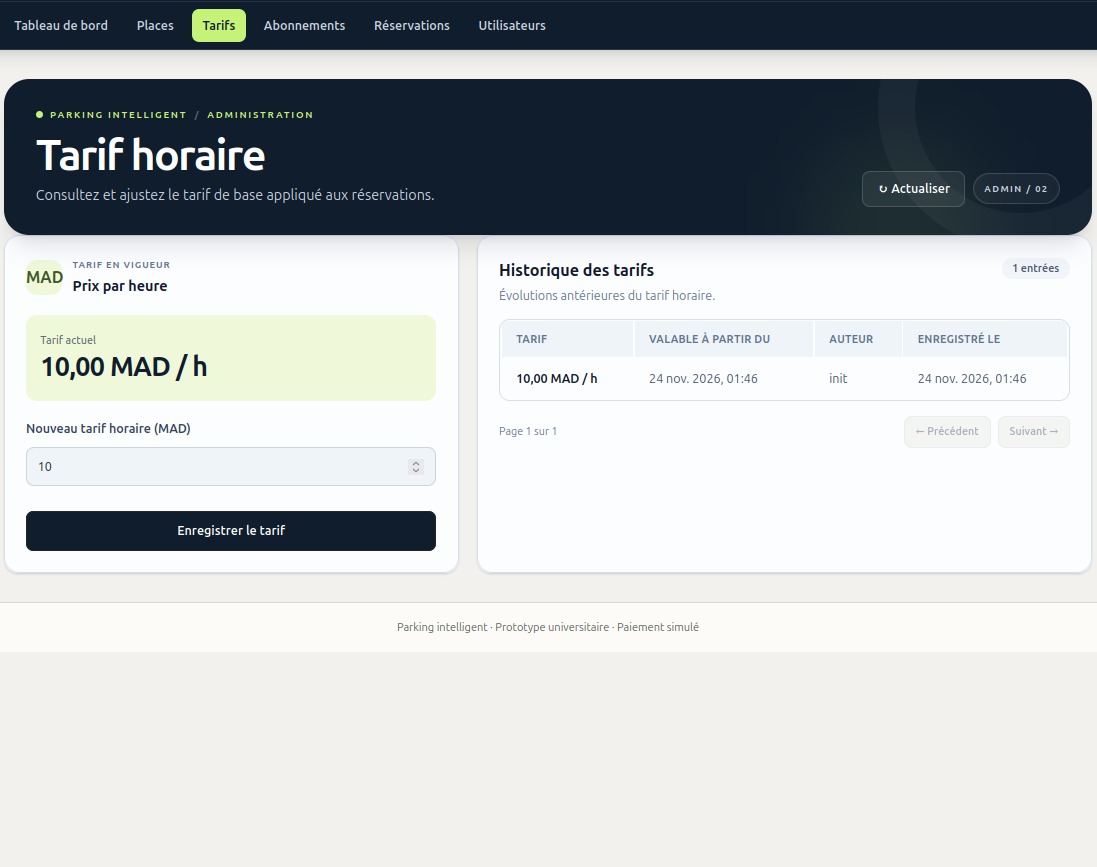 Tableau de bord Places Tarifs Abonnements Réservations Utilisateurs
PARKING INTELLIGENT / ADMINISTRATION
Tarif horaire
Consultez et ajustez le tarif de base appliqué aux réservations.
↻ Actualiser ADMIN / 02
MAD
TARIF EN VIGUEUR
Prix par heure
Tarif actuel
10,00 MAD / h
Nouveau tarif horaire (MAD)
10
Enregistrer le tarif
Historique des tarifs 1 entrées
Évolutions antérieures du tarif horaire.
TARIF VALABLE À PARTIR DU AUTEUR ENREGISTRÉ LE
10,00 MAD / h 24 nov. 2026, 01:46 init 24 nov. 2026, 01:46
Page 1 sur 1 ← Précédent Suivant →
Parking intelligent · Prototype universitaire · Paiement simulé